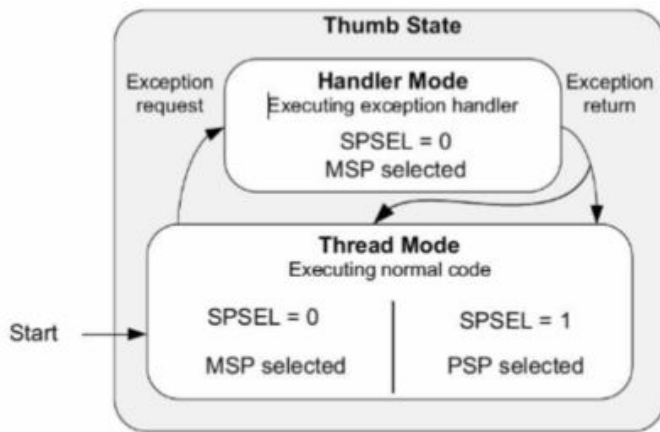 Thumb State
Exception
request
Handler Mode
Executing exception handler
SPSEL = 0
MSP selected
Exception
return
Thread Mode
Executing normal code
Start
SPSEL = 0
MSP selected
SPSEL = 1
PSP selected